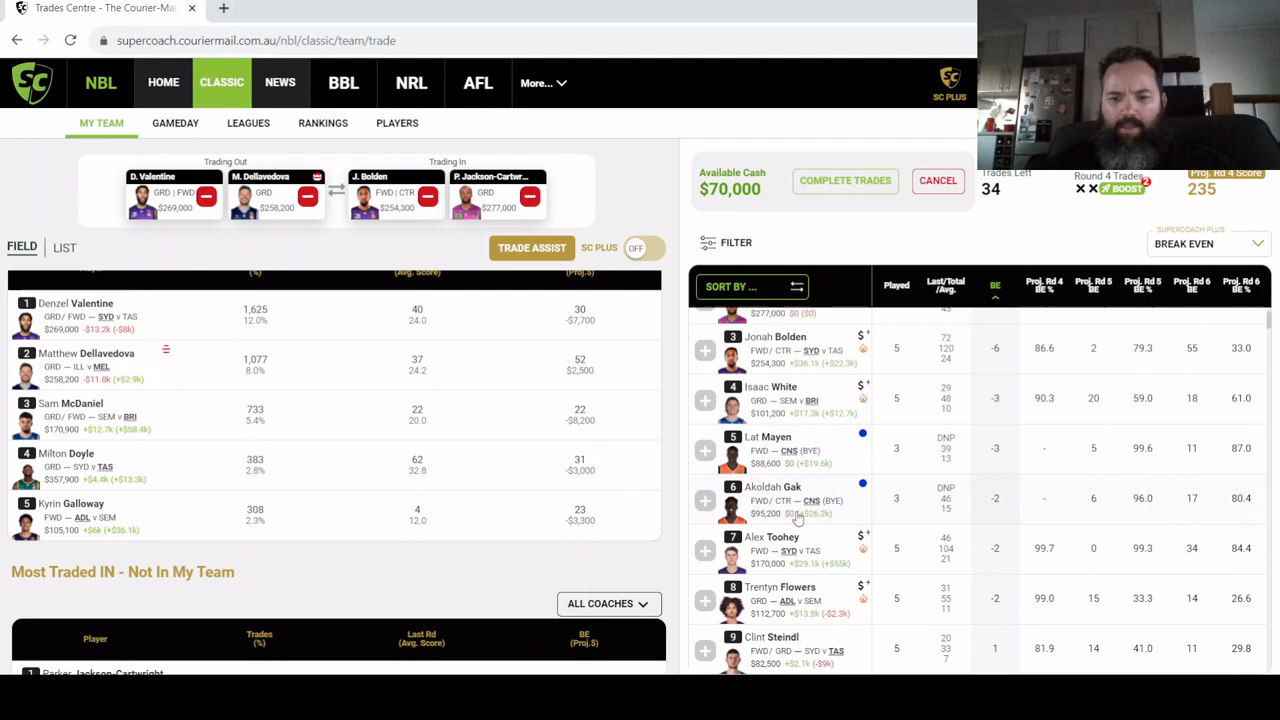 Trades Centre - The Courier-Ma
supercoach.couriermail.com.au/nbl/classic/team/trade
SC NBL HOME CLASSIC NEWS BBL NRL AFL More...
SC PLUS
MY TEAM GAMEDAY LEAGUES RANKINGS PLAYERS
Trading Out Trading In
D. Valentine M. Dellavedova J. Bolden P. Jackson-Cartwr...
GRD | FWD GRD FWD | CTR GRD
$269,000 $258,200 $254,300 $277,000
Available Cash
$70,000
COMPLETE TRADES
CANCEL
Trades Left
34
Round 4 Trades
BOOST 2
Proj. Rd 4 Score
235
FIELD | LIST
TRADE ASSIST
SC PLUS OFF
FILTER
SUPERCOACH PLUS
BREAK EVEN
(%) (Avg. Score) (Proj.$)
1 Denzel Valentine 1,625 40 30
GRD/ FWD — SYD v TAS 12.0% 24.0 -$7,700
$269,000 -$13.2k (-$8k)
2 Matthew Dellavedova 1,077 37 52
GRD — ILL v MEL 8.0% 24.2 $2,500
$258,200 -$11.8k (+$2.9k)
3 Sam McDaniel 733 22 22
GRD/ FWD — SEM v BRI 5.4% 20.0 -$8,200
$170,900 +$12.7k (+$58.4k)
4 Milton Doyle 383 62 31
GRD — SYD v TAS 2.8% 32.8 -$3,000
$357,900 +$4.4k (+$13.3k)
5 Kyrin Galloway 308 4 23
FWD — ADL v SEM 2.3% 12.0 -$3,300
$105,100 +$6k (+$36.1k)
Most Traded IN - Not In My Team
ALL COACHES
Player Trades (%) Last Rd (Avg. Score) BE (Proj.$)
1 Parker Jackson-Cartwright
SORT BY ... Played Last/Total /Avg. BE Proj. Rd 4 BE % Proj. Rd 5 BE Proj. Rd 5 BE % Proj. Rd 6 BE Proj. Rd 6 BE %
$277,000 $0 ($0) 43
3 Jonah Bolden $+ 72
FWD/ CTR — SYD v TAS 5 120 -6 86.6 2 79.3 55 33.0
$254,300 +$36.1k (+$22.3k) 24
4 Isaac White $+ 29
GRD — SEM v BRI 5 48 -3 90.3 20 59.0 18 61.0
$101,200 +$17.3k (+$12.7k) 10
5 Lat Mayen DNP
FWD — CNS (BYE) 3 39 -3 - 5 99.6 11 87.0
$88,600 $0 (+$19.6k) 13
6 Akoldah Gak DNP
FWD/ CTR — CNS (BYE) 3 46 -2 - 6 96.0 17 80.4
$95,200 $0 (+$26.2k) 15
7 Alex Toohey $+ 46
FWD — SYD v TAS 5 104 -2 99.7 0 99.3 34 84.4
$170,000 +$29.1k (+$55k) 21
8 Trentyn Flowers $+ 31
GRD — ADL v SEM 5 55 -2 99.0 15 33.3 14 26.6
$112,700 +$13.8k (-$2.3k) 11
9 Clint Steindl 20
FWD/ GRD — SYD v TAS 5 33 1 81.9 14 41.0 11 29.8
$82,500 +$2.1k (-$9k) 7